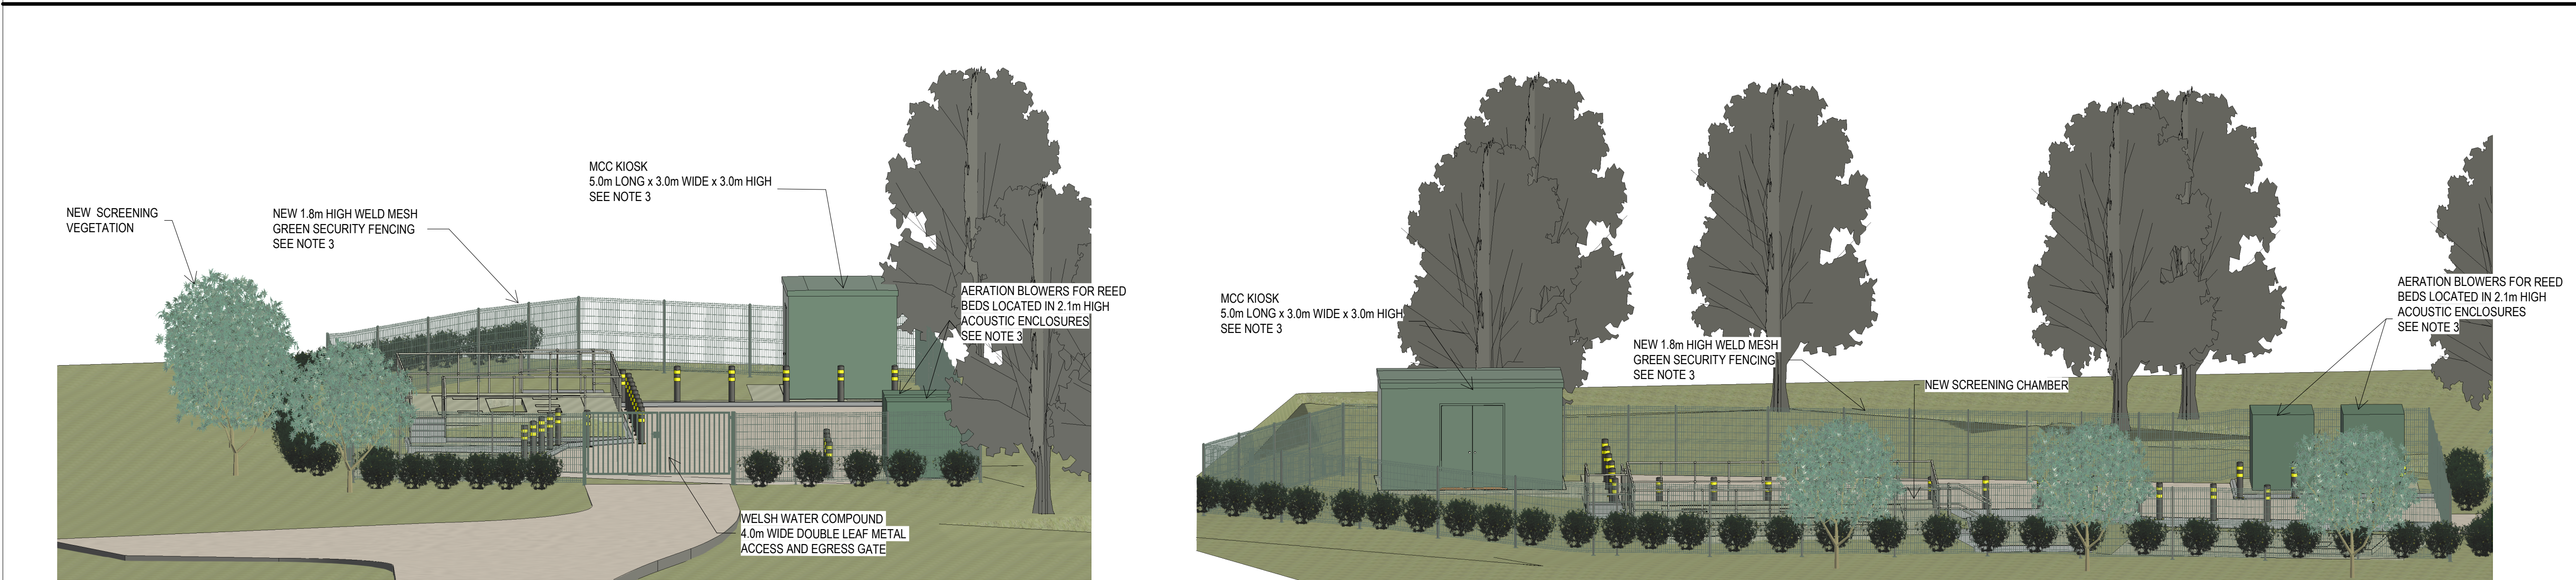 NEW SCREENING
VEGETATION
NEW 1.8m HIGH WELD MESH
GREEN SECURITY FENCING
SEE NOTE 3
MCC KIOSK
5.0m LONG x 3.0m WIDE x 3.0m HIGH
SEE NOTE 3
AERATION BLOWERS FOR REED
BEDS LOCATED IN 2.1m HIGH
ACOUSTIC ENCLOSURES
SEE NOTE 3
WELSH WATER COMPOUND
4.0m WIDE DOUBLE LEAF METAL
ACCESS AND EGRESS GATE
MCC KIOSK
5.0m LONG x 3.0m WIDE x 3.0m HIGH
SEE NOTE 3
NEW 1.8m HIGH WELD MESH
GREEN SECURITY FENCING
SEE NOTE 3
NEW SCREENING CHAMBER
AERATION BLOWERS FOR REED
BEDS LOCATED IN 2.1m HIGH
ACOUSTIC ENCLOSURES
SEE NOTE 3